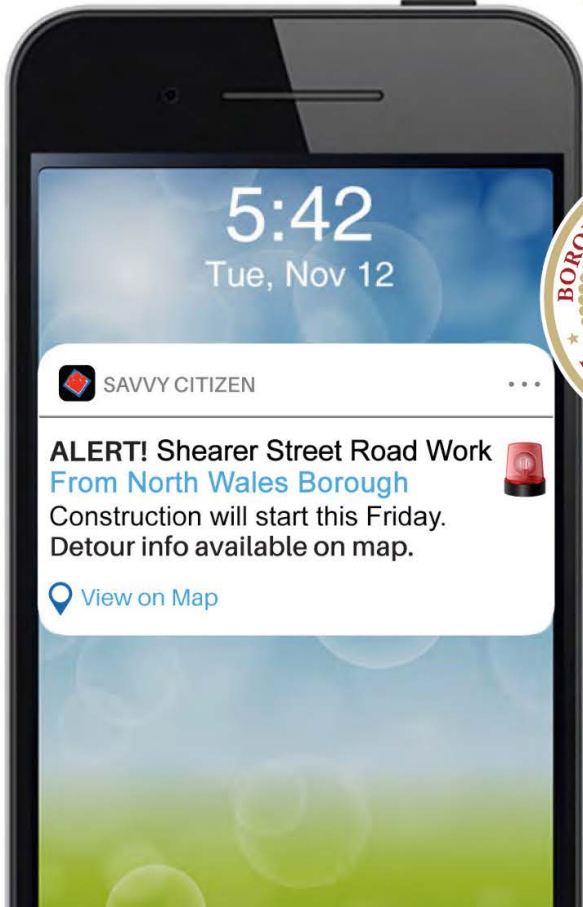 5:42
Tue, Nov 12
SAVVY CITIZEN
ALERT! Shearer Street Road Work
From North Wales Borough
Construction will start this Friday.
Detour info available on map.
View on Map